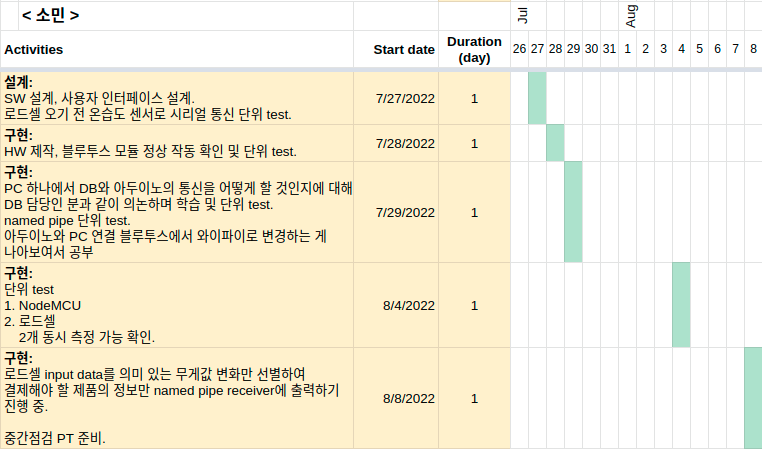 < 소민 >
Jul
Aug
Activities Start date Duration (day) 26 27 28 29 30 31 1 2 3 4 5 6 7 8
설계:
SW 설계, 사용자 인터페이스 설계.
로드셀 오기 전 온습도 센서로 시리얼 통신 단위 test.
7/27/2022 1
구현:
HW 제작, 블루투스 모듈 정상 작동 확인 및 단위 test.
7/28/2022 1
구현:
PC 하나에서 DB와 아두이노의 통신을 어떻게 할 것인지에 대해
DB 담당인 분과 같이 의논하며 학습 및 단위 test.
named pipe 단위 test.
아두이노와 PC 연결 블루투스에서 와이파이로 변경하는 게
나아보여서 공부
7/29/2022 1
구현:
단위 test
1. NodeMCU
2. 로드셀
2개 동시 측정 가능 확인.
8/4/2022 1
구현:
로드셀 input data를 의미 있는 무게값 변화만 선별하여
결제해야 할 제품의 정보만 named pipe receiver에 출력하기
진행 중.
중간점검 PT 준비.
8/8/2022 1